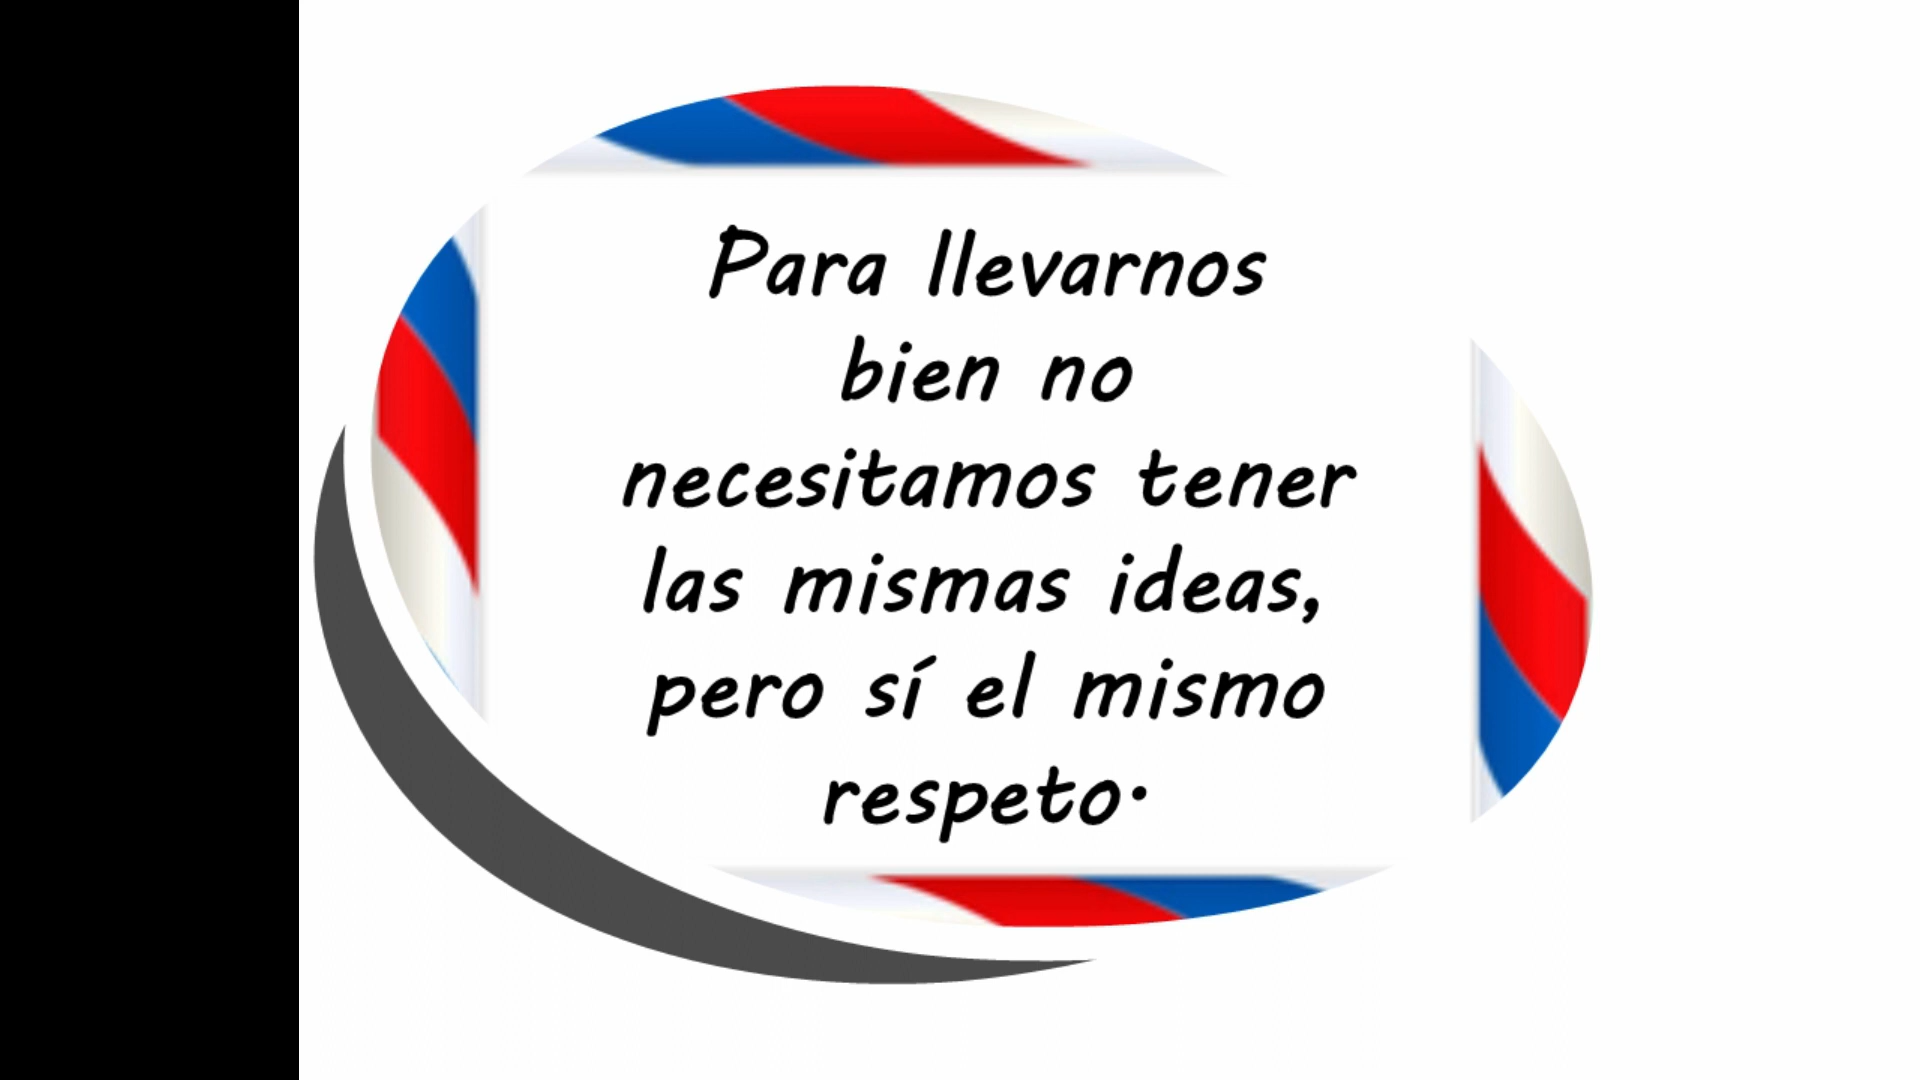 Para llevarnos
bien no
necesitamos tener
las mismas ideas,
pero sí el mismo
respeto.